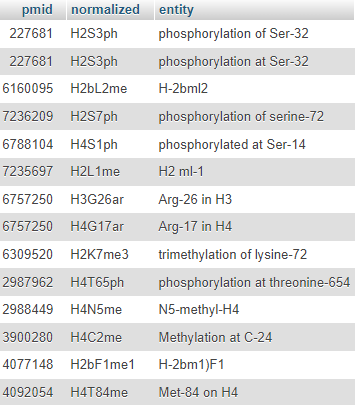 pmid normalized entity
227681 H2S3ph phosphorylation of Ser-32
227681 H2S3ph phosphorylation at Ser-32
6160095 H2bL2me H-2bml2
7236209 H2S7ph phosphorylation of serine-72
6788104 H4S1ph phosphorylated at Ser-14
7235697 H2L1me H2 ml-1
6757250 H3G26ar Arg-26 in H3
6757250 H4G17ar Arg-17 in H4
6309520 H2K7me3 trimethylation of lysine-72
2987962 H4T65ph phosphorylation at threonine-654
2988449 H4N5me N5-methyl-H4
3900280 H4C2me Methylation at C-24
4077148 H2bF1me1 H-2bm1)F1
4092054 H4T84me Met-84 on H4